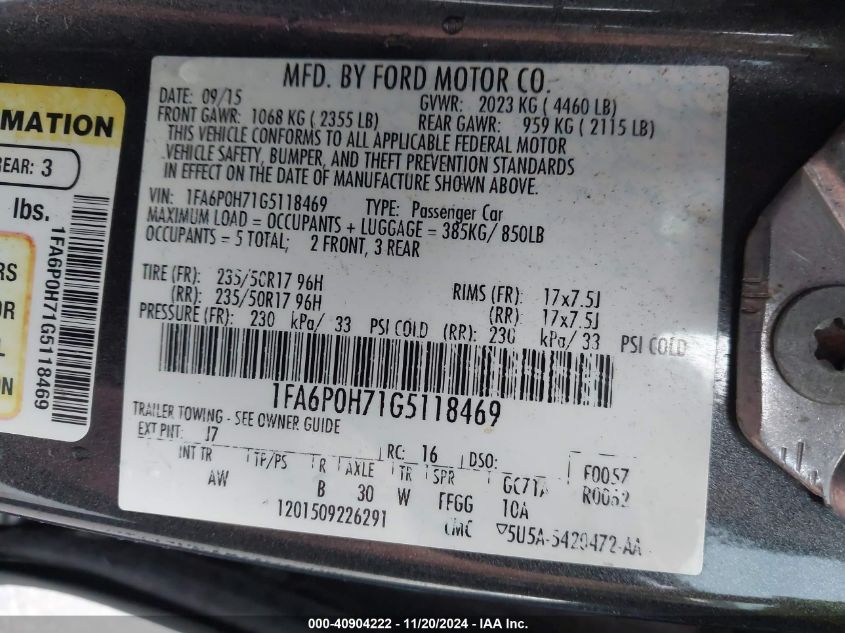 MATION
REAR: 3
lbs.
1FA6P0H71G5118469
MFD. BY FORD MOTOR CO.
DATE: 09/15
GVWR: 2023 KG ( 4460 LB)
FRONT GAWR: 1068 KG ( 2355 LB)
REAR GAWR: 959 KG ( 2115 LB)
THIS VEHICLE CONFORMS TO ALL APPLICABLE FEDERAL MOTOR
VEHICLE SAFETY, BUMPER, AND THEFT PREVENTION STANDARDS
IN EFFECT ON THE DATE OF MANUFACTURE SHOWN ABOVE.
VIN: 1FA6P0H71G5118469 TYPE: Passenger Car
MAXIMUM LOAD = OCCUPANTS + LUGGAGE = 385KG/ 850LB
OCCUPANTS = 5 TOTAL; 2 FRONT, 3 REAR
TIRE (FR): 235/50R17 96H RIMS (FR): 17x7.5J
(RR): 235/50R17 96H (RR): 17x7.5J
PRESSURE (FR): 230 kPa/ 33 PSI COLD (RR): 230 kPa/ 33 PSI COLD
1FA6P0H71G5118469
TRAILER TOWING - SEE OWNER GUIDE
EXT PNT: J7 RC: 16 DSO: F0057
INT TR TP/PS R AXLE TR SPR GC71A R0052
AW B 30 W FFGG 10A
1201509226291 CMC ▽5U5A-5420472-AA
000-40904222 - 11/20/2024 - IAA Inc.